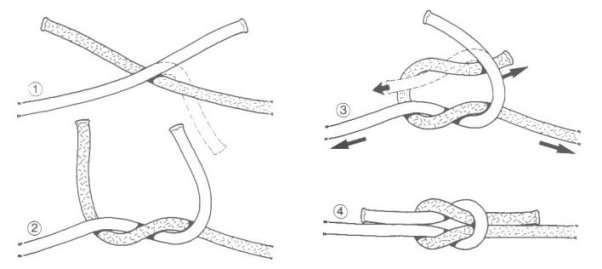 ①
②
③
④